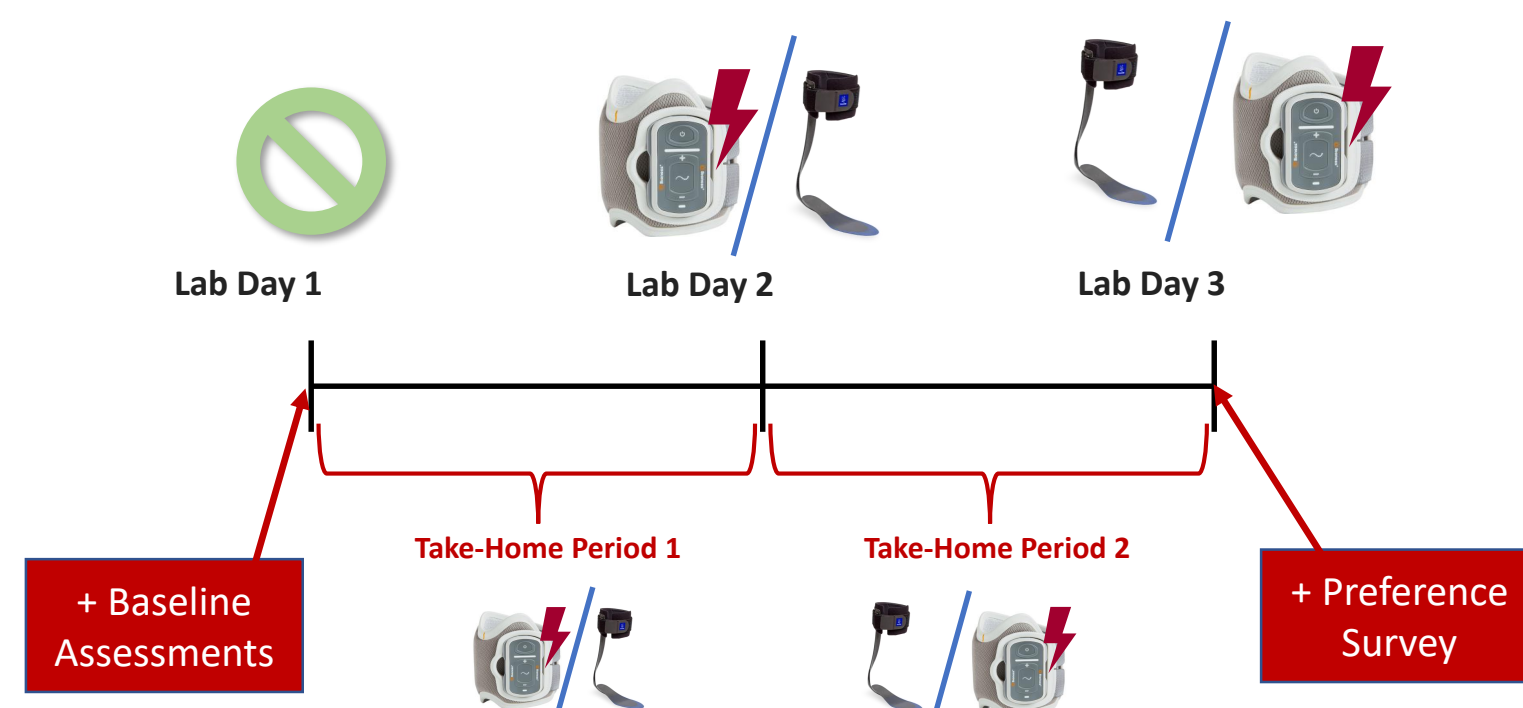 Lab Day 1
Lab Day 2
Lab Day 3
Take-Home Period 1
Take-Home Period 2
+ Baseline
Assessments
+ Preference
Survey